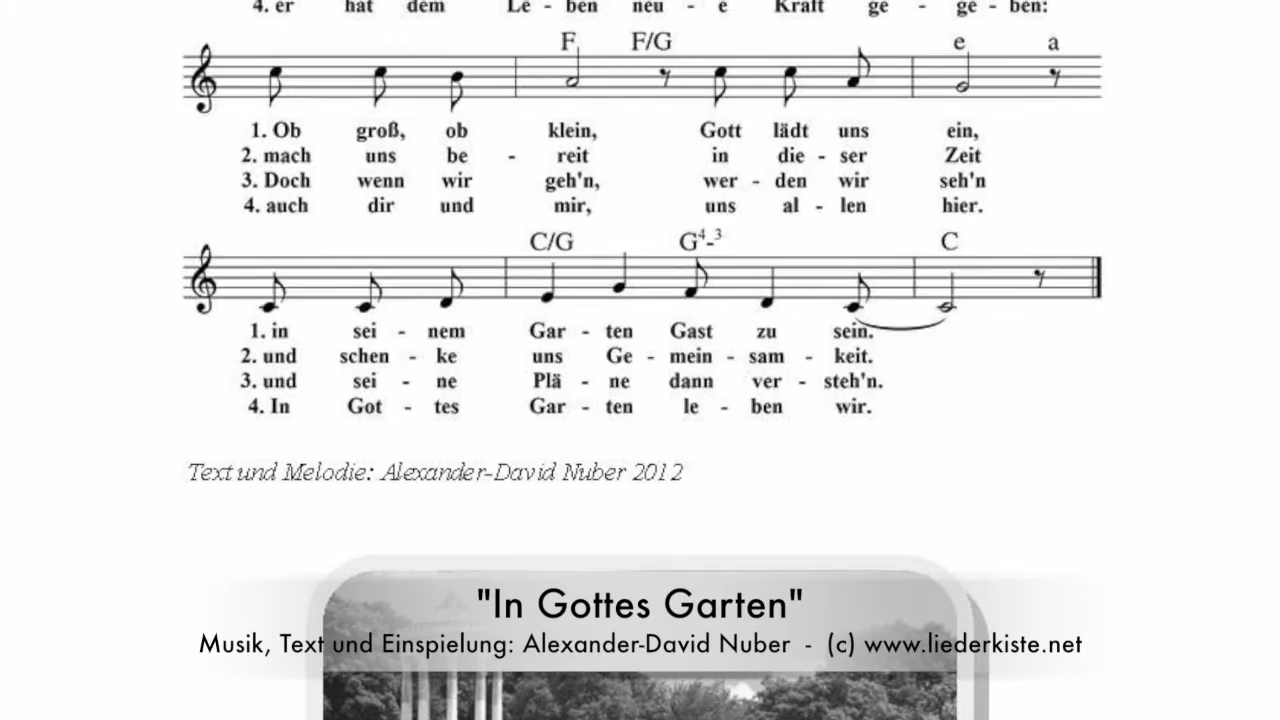 4. er hat dem Le - ben neu - e Kraft ge - ge - ben:
F F/G e a
1. Ob groß, ob klein, Gott lädt uns ein,
2. mach uns be - reit in die - ser Zeit
3. Doch wenn wir geh'n, wer - den wir seh'n
4. auch dir und mir, uns al - len hier.
C/G G4-3 C
1. in sei - nem Gar - ten Gast zu sein.
2. und schen - ke uns Ge - mein - sam - keit.
3. und sei - ne Plä - ne dann ver - steh'n.
4. In Got - tes Gar - ten le - ben wir.
Text und Melodie: Alexander-David Nuber 2012
"In Gottes Garten"
Musik, Text und Einspielung: Alexander-David Nuber - (c) www.liederkiste.net